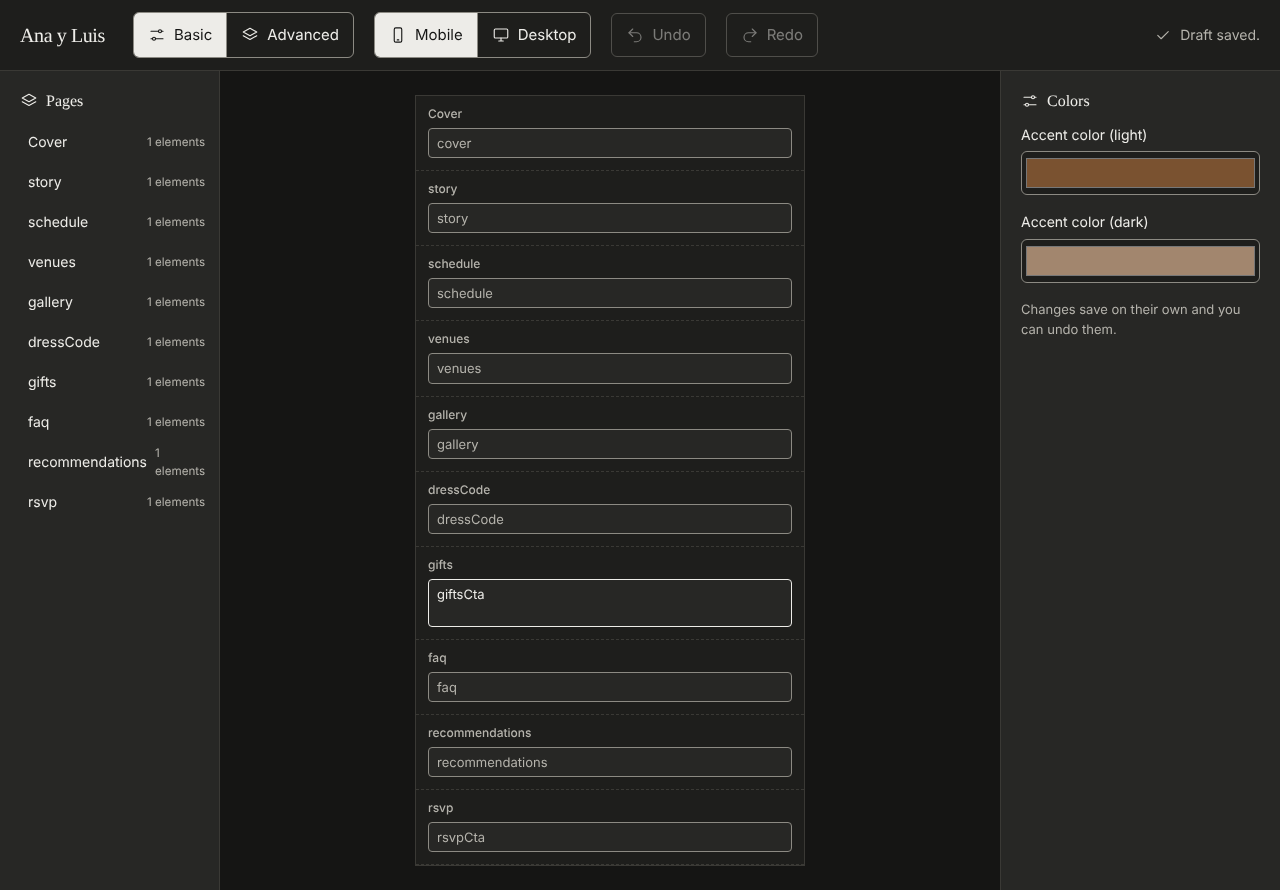 Ana y Luis
Basic
Advanced
Mobile
Desktop
Undo
Redo
Draft saved.
Pages
Cover 1 elements
story 1 elements
schedule 1 elements
venues 1 elements
gallery 1 elements
dressCode 1 elements
gifts 1 elements
faq 1 elements
recommendations 1
elements
rsvp 1 elements
Cover
cover
story
story
schedule
schedule
venues
venues
gallery
gallery
dressCode
dressCode
gifts
giftsCta
faq
faq
recommendations
recommendations
rsvp
rsvpCta
Colors
Accent color (light)
Accent color (dark)
Changes save on their own and you
can undo them.